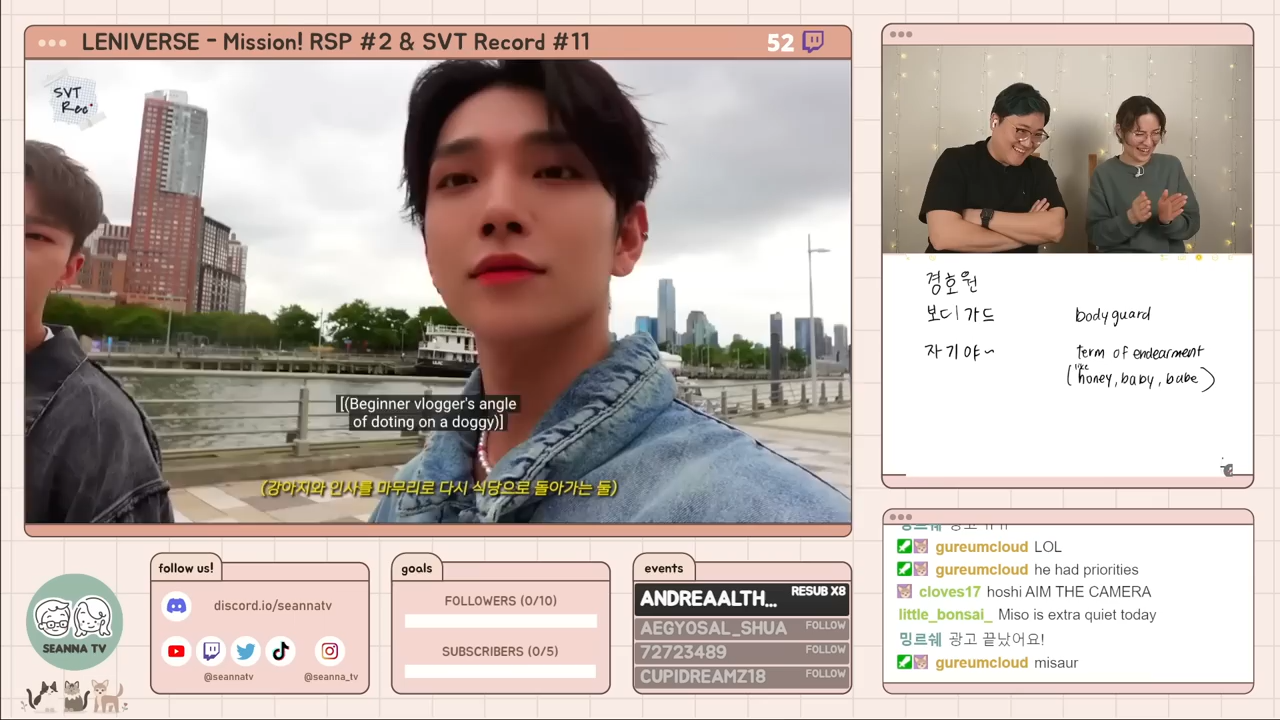 LENIVERSE - Mission! RSP #2 & SVT Record #11
52
SVT
Rec
[(Beginner vlogger's angle
of doting on a doggy)]
(강아지와 인사를 마무리로 다시 식당으로 돌아가는 둘)
경호원
보디가드 bodyguard
자기야~ term of endearment
(like honey, baby, babe)
gureumcloud LOL
gureumcloud he had priorities
cloves17 hoshi AIM THE CAMERA
little_bonsai_ Miso is extra quiet today
밍르쉐 광고 끝났어요!
gureumcloud misaur
SEANNA TV
follow us!
discord.io/seannatv
@seannatv
@seanna_tv
goals
FOLLOWERS (0/10)
SUBSCRIBERS (0/5)
events
ANDREAALTH... RESUB X8
AEGYOSAL_SHUA FOLLOW
72723489 FOLLOW
CUPIDREAMZ18 FOLLOW